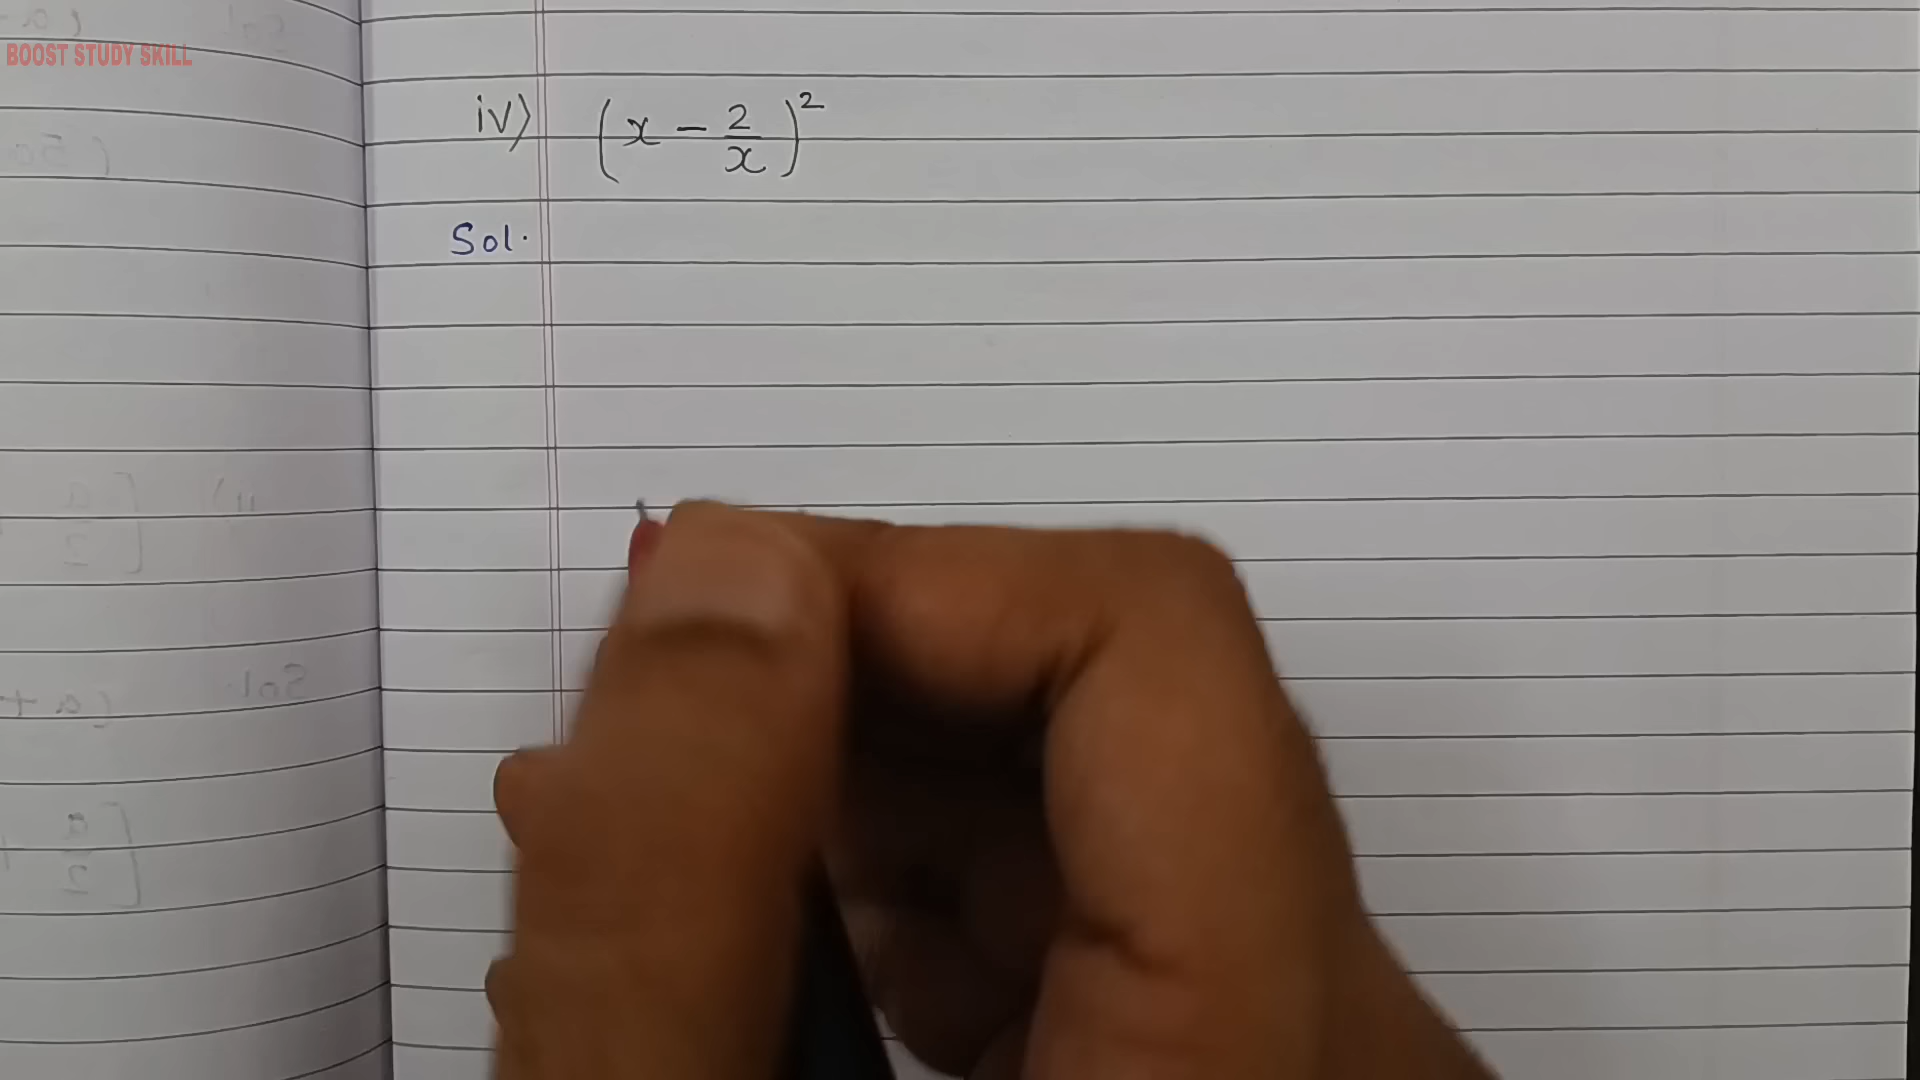 BOOST STUDY SKILL
iv) (x - 2/x)²
Sol.